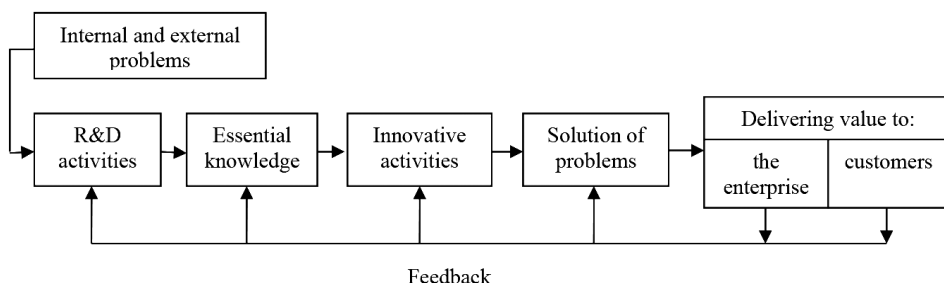 Internal and external
problems
R&D
activities
Essential
knowledge
Innovative
activities
Solution of
problems
Delivering value to:
the
enterprise
customers
Feedback